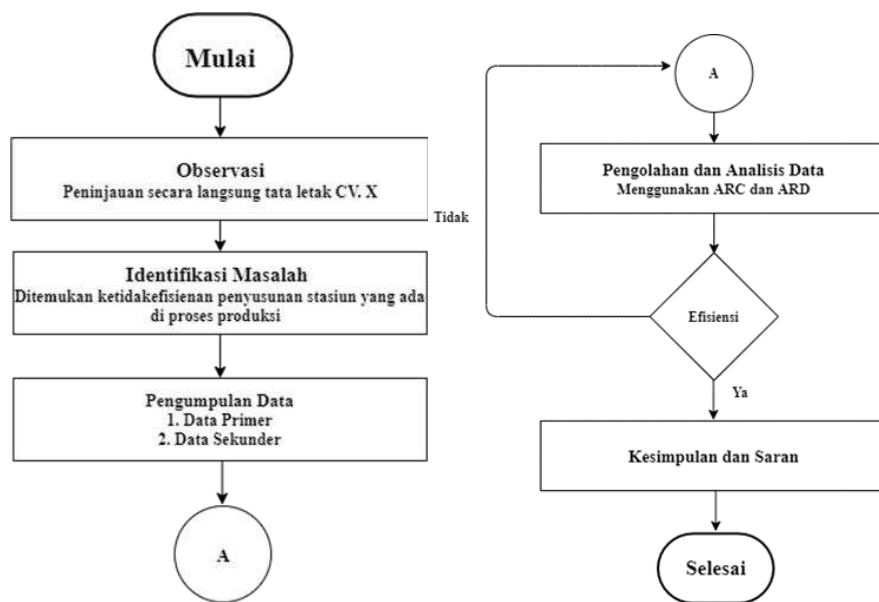 Mulai
Observasi
Peninjauan secara langsung tata letak CV. X
Identifikasi Masalah
Ditemukan ketidakefisienan penyusunan stasiun yang ada
di proses produksi
Pengumpulan Data
1. Data Primer
2. Data Sekunder
A
A
Pengolahan dan Analisis Data
Menggunakan ARC dan ARD
Tidak
Efisiensi
Ya
Kesimpulan dan Saran
Selesai